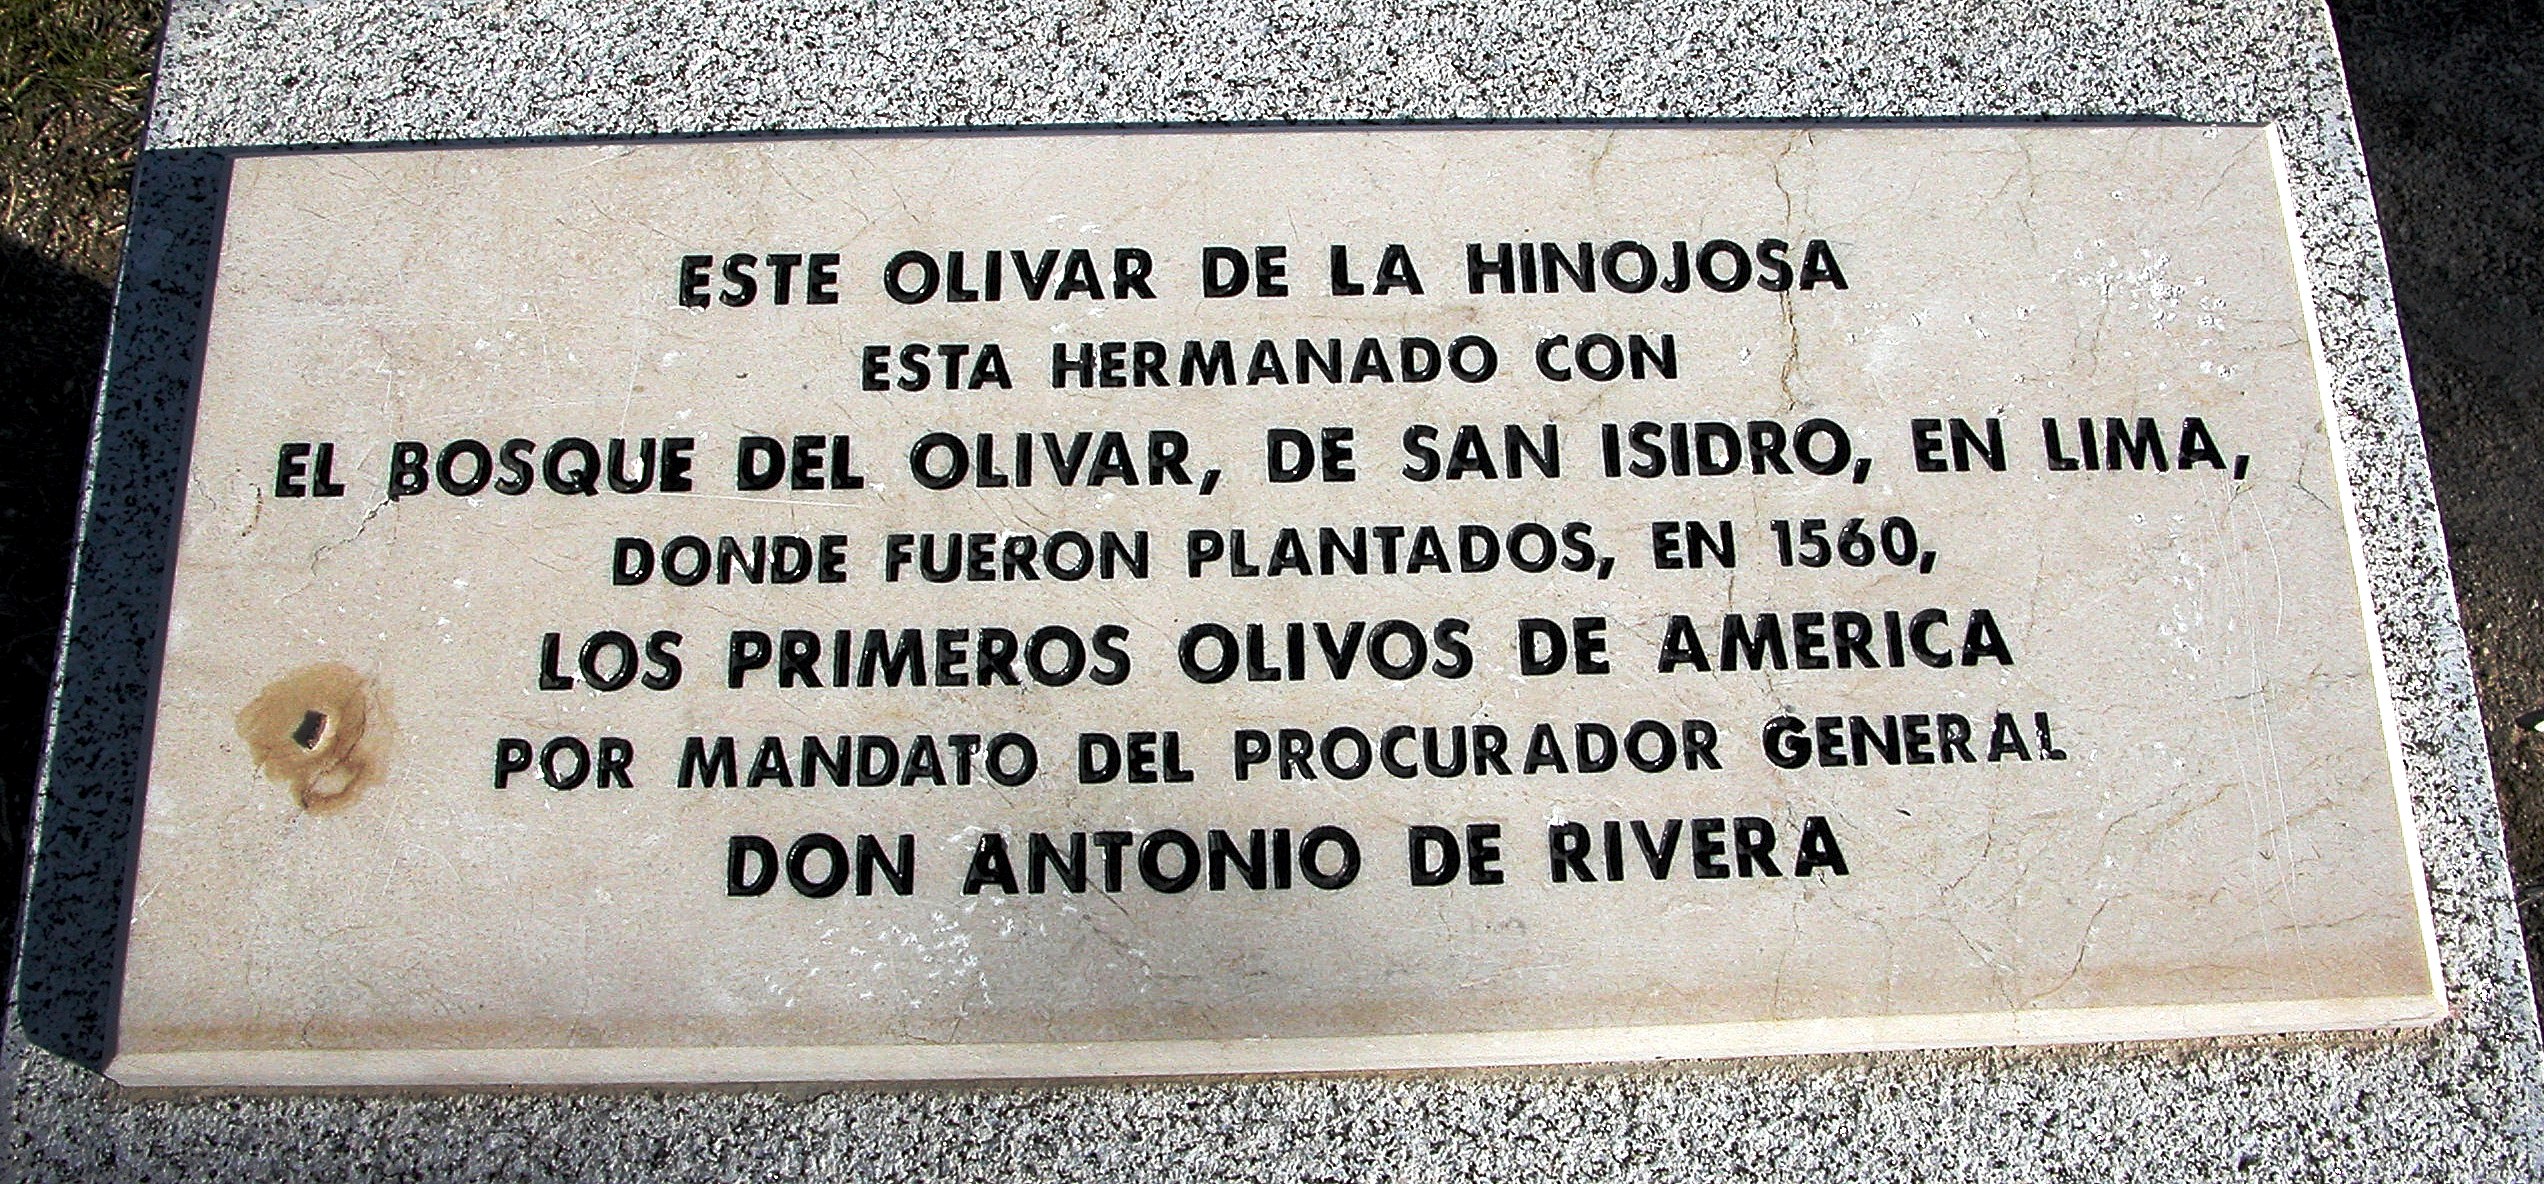 ESTE OLIVAR DE LA HINOJOSA
ESTA HERMANADO CON
EL BOSQUE DEL OLIVAR, DE SAN ISIDRO, EN LIMA,
DONDE FUERON PLANTADOS, EN 1560,
LOS PRIMEROS OLIVOS DE AMERICA
POR MANDATO DEL PROCURADOR GENERAL
DON ANTONIO DE RIVERA